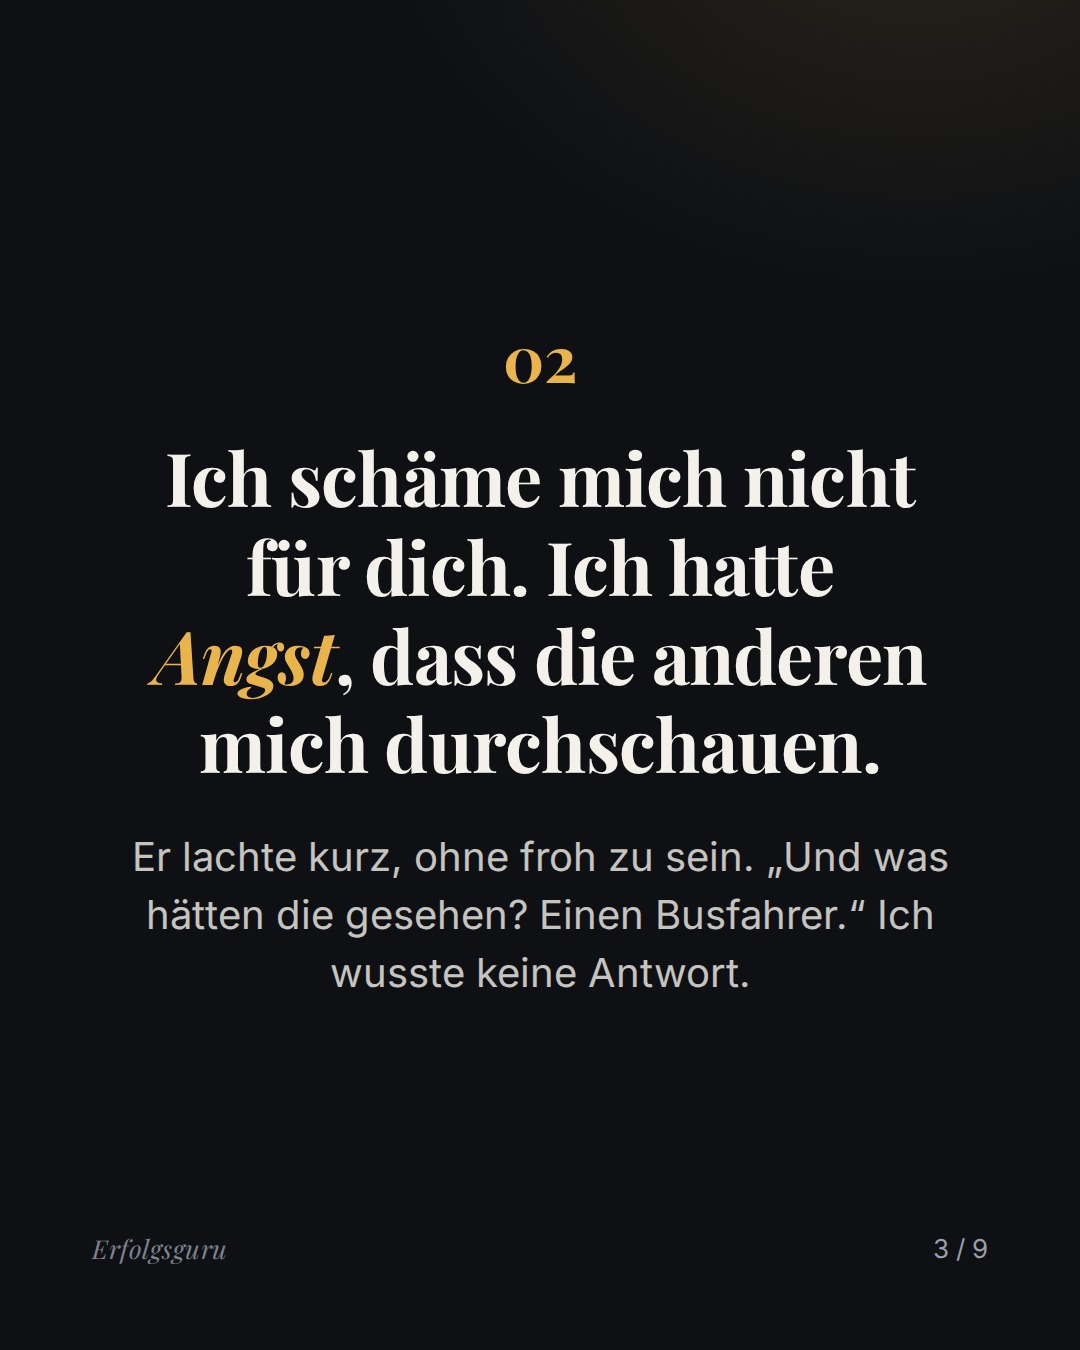 02
Ich schäme mich nicht
für dich. Ich hatte
Angst, dass die anderen
mich durchschauen.
Er lachte kurz, ohne froh zu sein. „Und was
hätten die gesehen? Einen Busfahrer.“ Ich
wusste keine Antwort.
Erfolgsguru
3 / 9